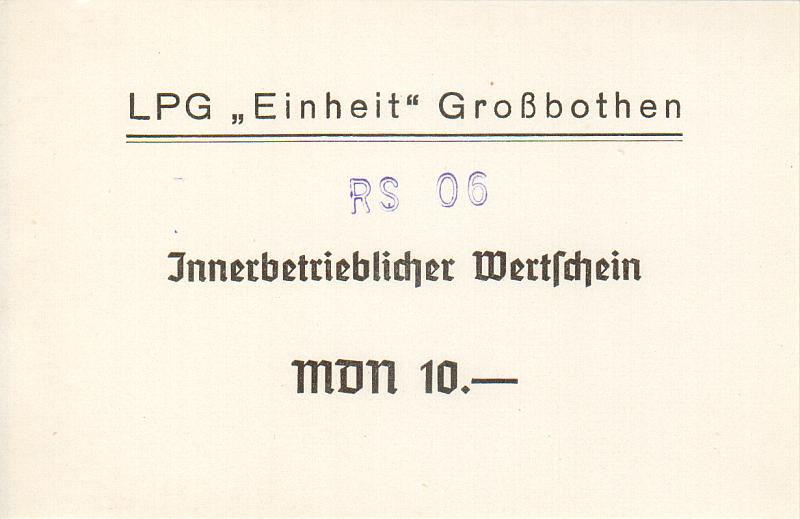 LPG „Einheit“ Großbothen
RS 06
Innerbetrieblicher Wertſchein
MDN 10.—